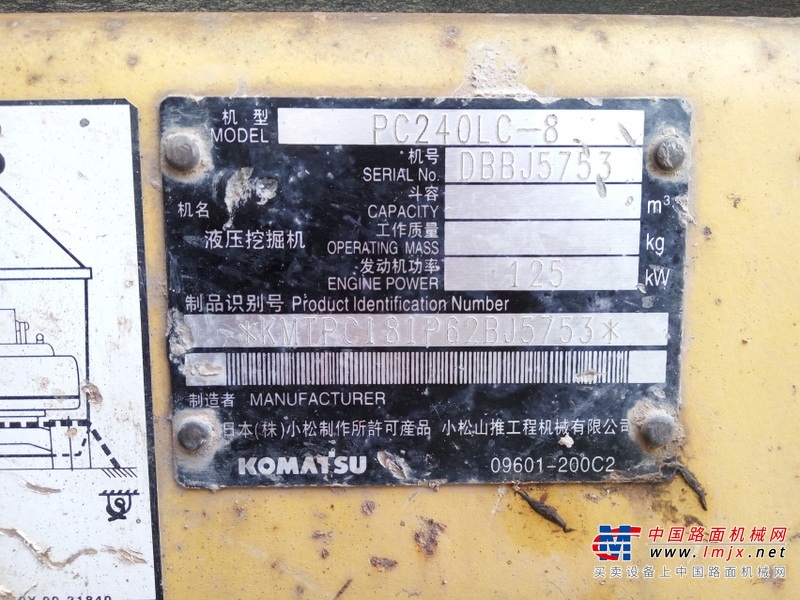 机型
MODEL PC240LC-8
机号
SERIAL No. DBBJ5753
斗容
CAPACITY m³
机名
液压挖掘机
工作质量
OPERATING MASS kg
发动机功率
ENGINE POWER 125 kW
制品识别号 Product Identification Number
*KMTPC181P62BJ5753*
制造者 MANUFACTURER
日本(株)小松制作所許可産品 小松山推工程机械有限公司
KOMATSU 09601-200C2
中国路面机械网
www.lmjx.net
买卖设备上中国路面机械网